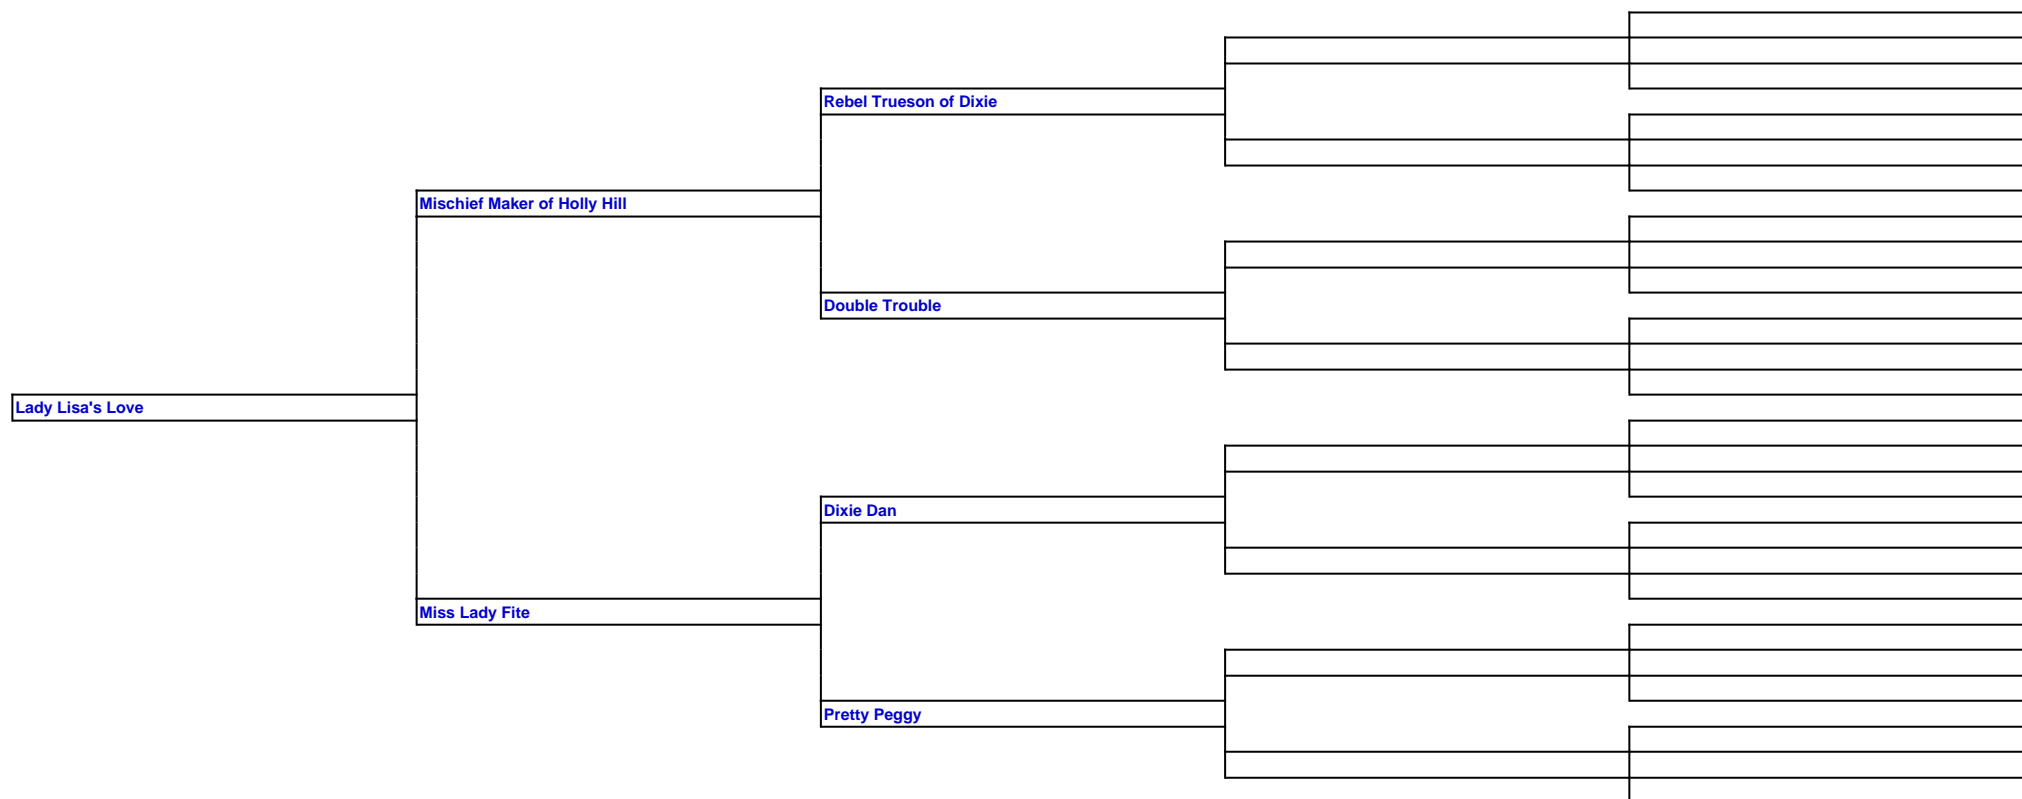 Rebel Trueson of Dixie
Mischief Maker of Holly Hill
Double Trouble
Lady Lisa's Love
Dixie Dan
Miss Lady Fite
Pretty Peggy